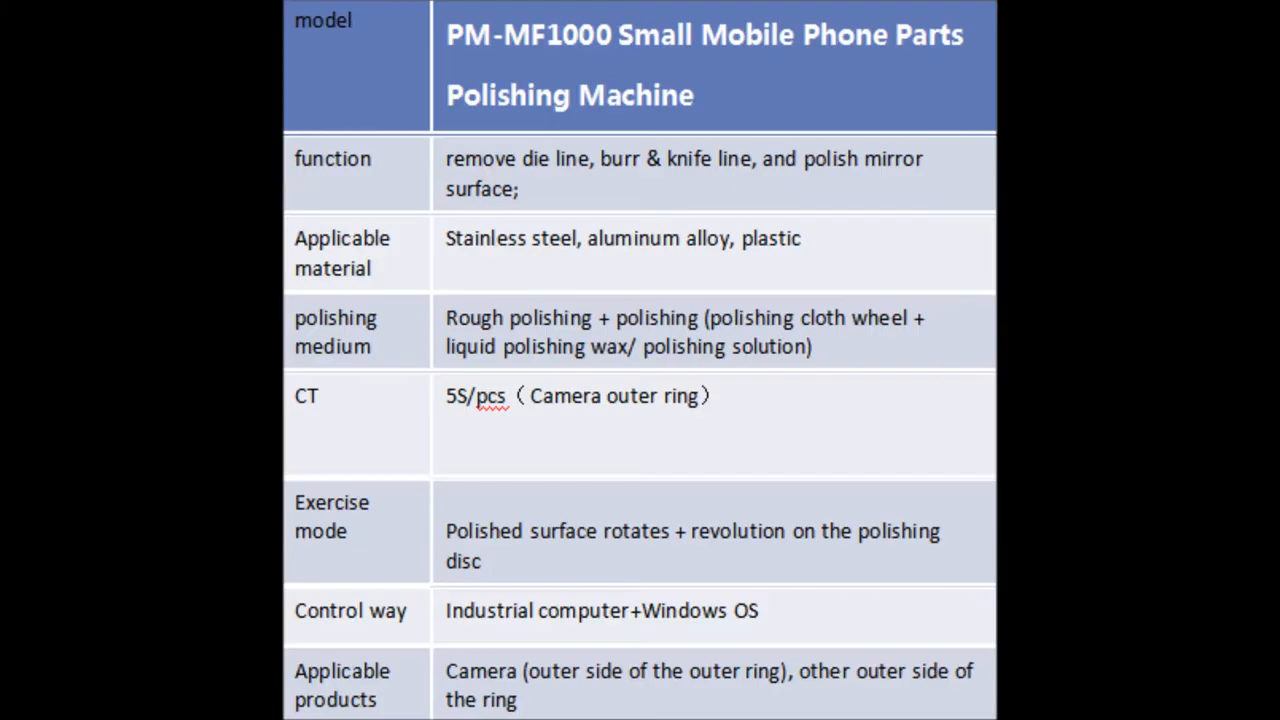 model
PM-MF1000 Small Mobile Phone Parts
Polishing Machine
function
remove die line, burr & knife line, and polish mirror
surface;
Applicable
material
Stainless steel, aluminum alloy, plastic
polishing
medium
Rough polishing + polishing (polishing cloth wheel +
liquid polishing wax/ polishing solution)
CT
5S/pcs（Camera outer ring）
Exercise
mode
Polished surface rotates + revolution on the polishing
disc
Control way
Industrial computer+Windows OS
Applicable
products
Camera (outer side of the outer ring), other outer side of
the ring